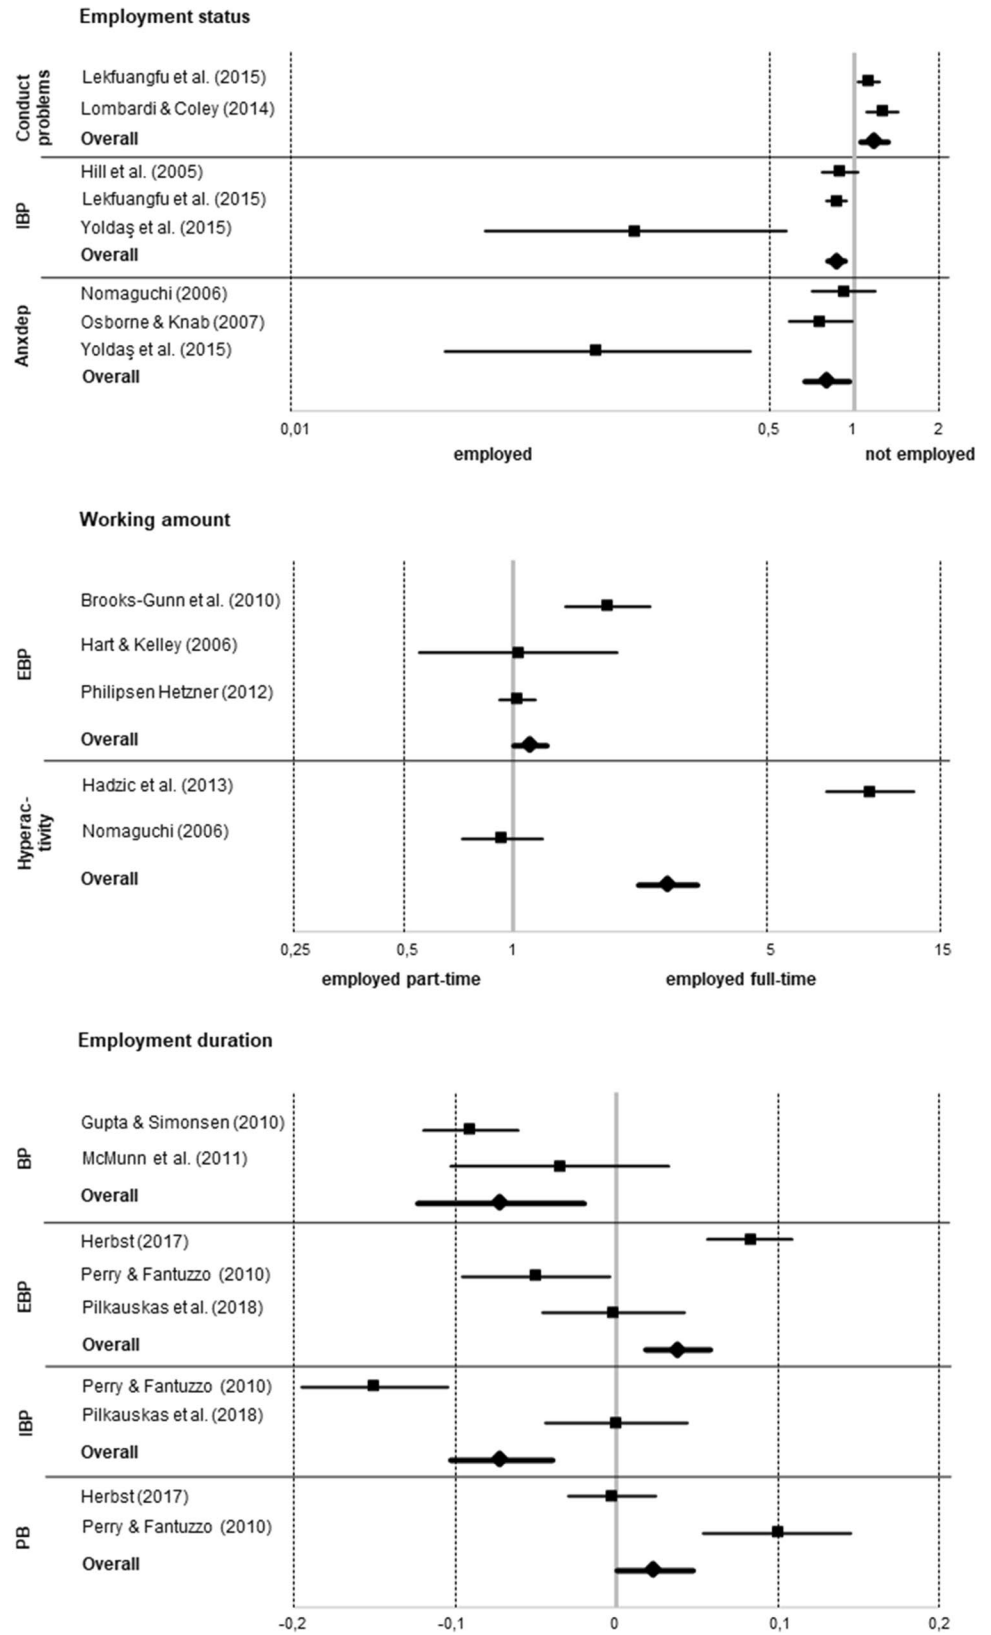 Employment status
Conduct
problems
Lekfuangfu et al. (2015)
Lombardi & Coley (2014)
Overall
IBP
Hill et al. (2005)
Lekfuangfu et al. (2015)
Yoldaş et al. (2015)
Overall
Anxdep
Nomaguchi (2006)
Osborne & Knab (2007)
Yoldaş et al. (2015)
Overall
0,01 0,5 1 2
employed not employed
Working amount
EBP
Brooks-Gunn et al. (2010)
Hart & Kelley (2006)
Philipsen Hetzner (2012)
Overall
Hyperac-
tivity
Hadzic et al. (2013)
Nomaguchi (2006)
Overall
0,25 0,5 1 5 15
employed part-time employed full-time
Employment duration
BP
Gupta & Simonsen (2010)
McMunn et al. (2011)
Overall
EBP
Herbst (2017)
Perry & Fantuzzo (2010)
Pilkauskas et al. (2018)
Overall
IBP
Perry & Fantuzzo (2010)
Pilkauskas et al. (2018)
Overall
PB
Herbst (2017)
Perry & Fantuzzo (2010)
Overall
-0,2 -0,1 0 0,1 0,2